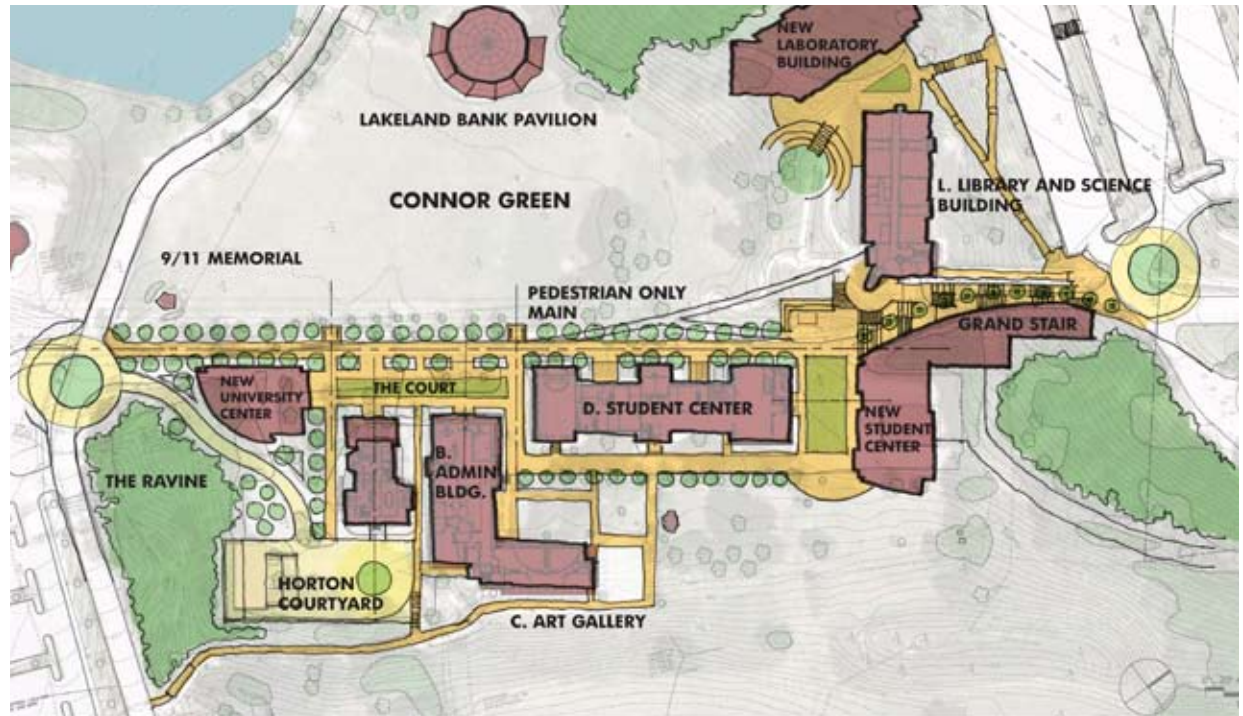 NEW
LABORATORY
BUILDING
LAKELAND BANK PAVILION
CONNOR GREEN
L. LIBRARY AND SCIENCE
BUILDING
9/11 MEMORIAL
PEDESTRIAN ONLY
MAIN
GRAND STAIR
NEW
UNIVERSITY
CENTER
THE COURT
D. STUDENT CENTER
NEW
STUDENT
CENTER
B.
ADMIN
BLDG.
THE RAVINE
HORTON
COURTYARD
C. ART GALLERY